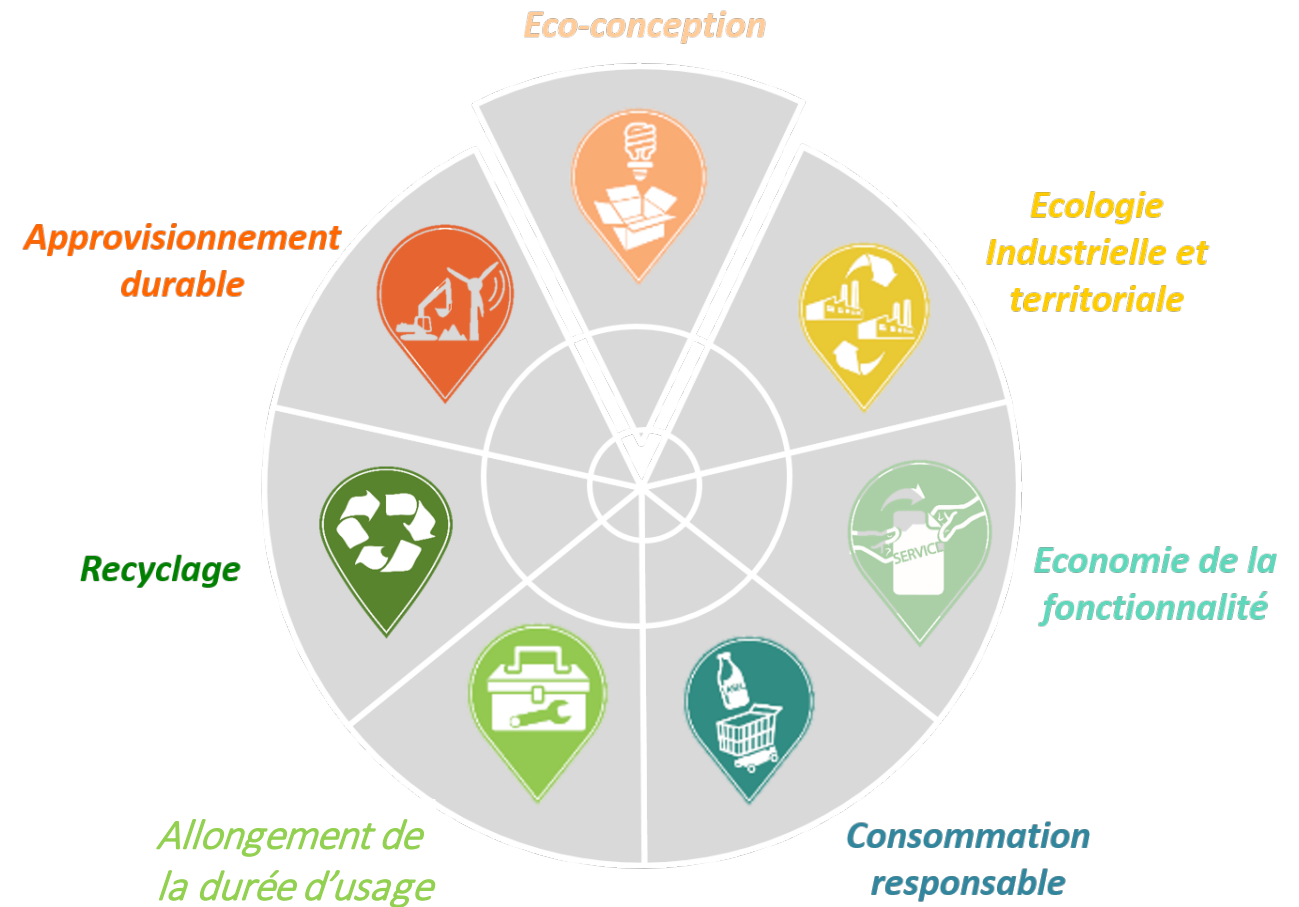 Eco-conception
Ecologie
Industrielle et
territoriale
Approvisionnement
durable
SERVICE
Economie de la
fonctionnalité
Recyclage
Allongement de
la durée d'usage
Consommation
responsable